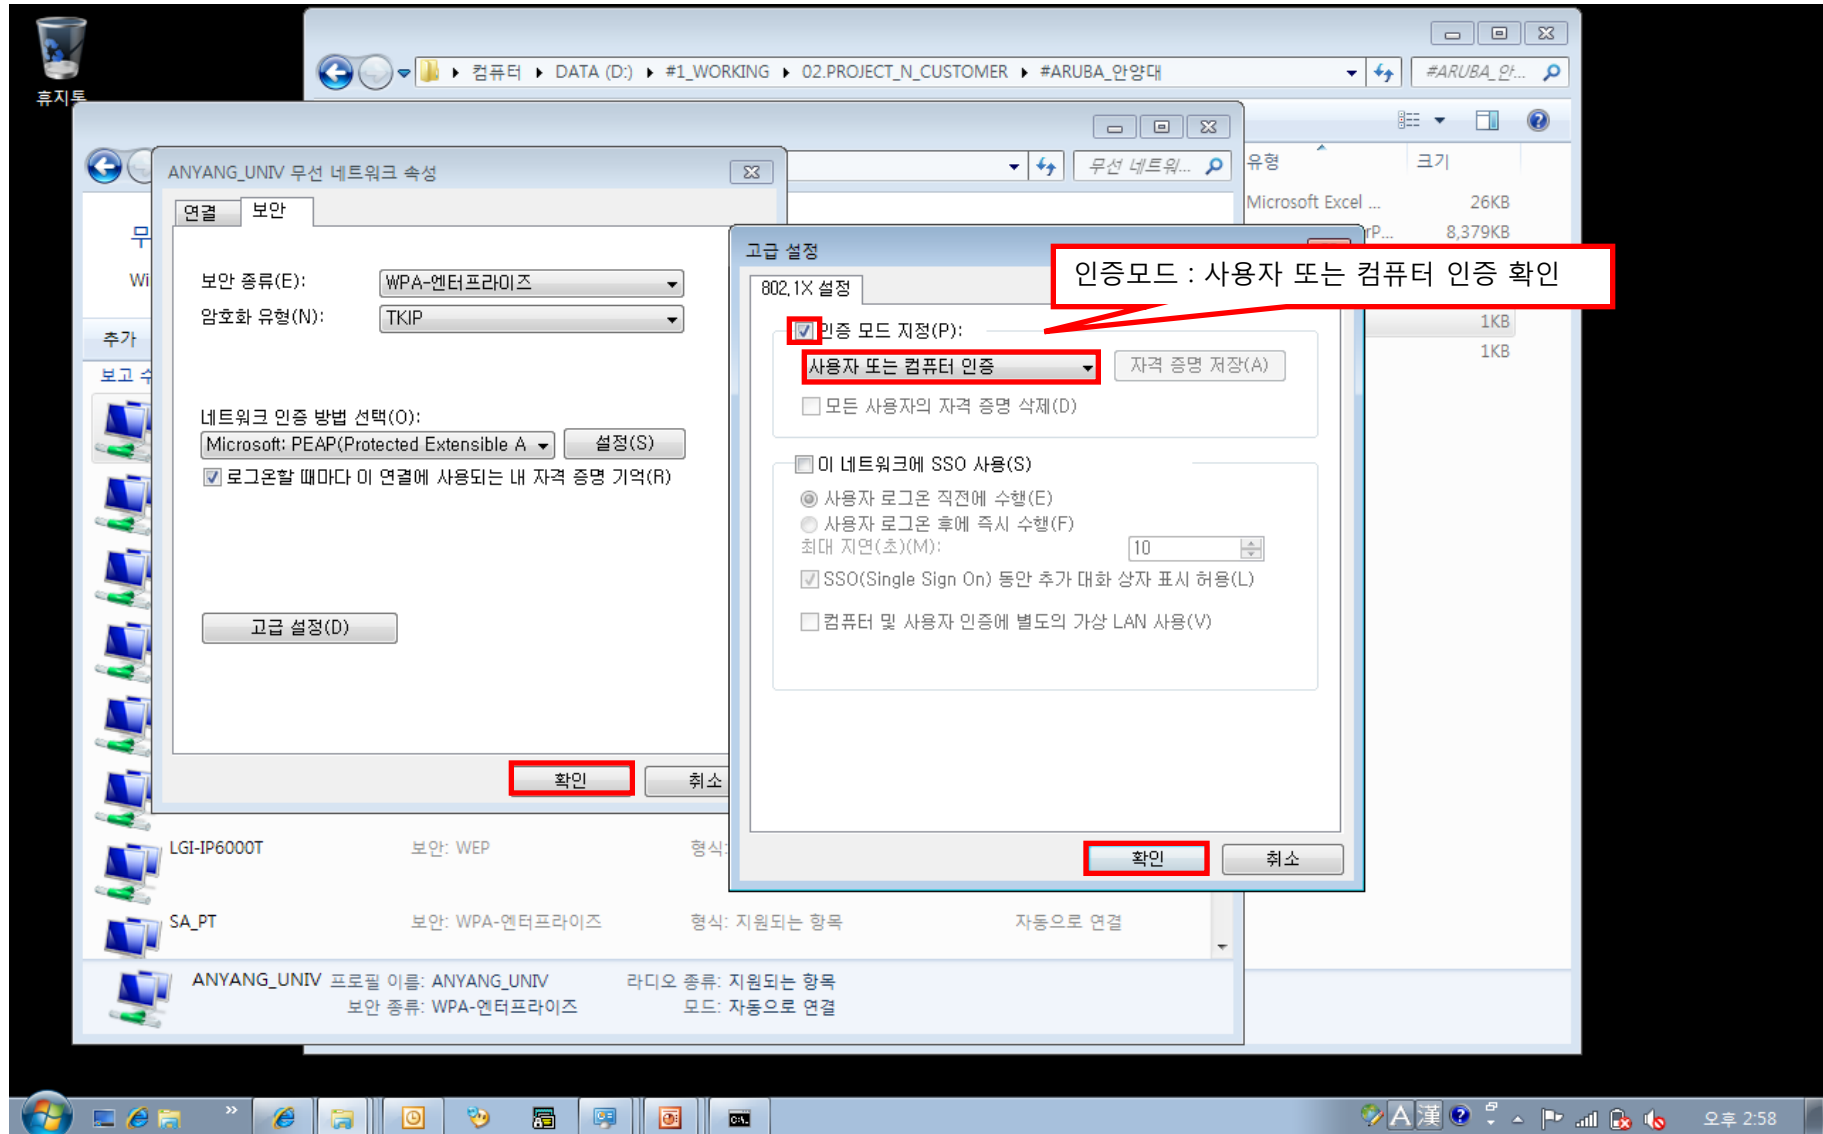 휴지통
컴퓨터 ▸ DATA (D:) ▸ #1_WORKING ▸ 02.PROJECT_N_CUSTOMER ▸ #ARUBA_안양대
#ARUBA_안...
무선 네트워...
유형
크기
Microsoft Excel ...
26KB
8,379KB
1KB
1KB
추가
ANYANG_UNIV 무선 네트워크 속성
연결
보안
보안 종류(E):
WPA-엔터프라이즈
암호화 유형(N):
TKIP
네트워크 인증 방법 선택(O):
Microsoft: PEAP(Protected Extensible A
설정(S)
로그온할 때마다 이 연결에 사용되는 내 자격 증명 기억(R)
고급 설정(D)
확인
취소
고급 설정
인증모드 : 사용자 또는 컴퓨터 인증 확인
802.1X 설정
인증 모드 지정(P):
사용자 또는 컴퓨터 인증
자격 증명 저장(A)
모든 사용자의 자격 증명 삭제(D)
이 네트워크에 SSO 사용(S)
사용자 로그온 직전에 수행(E)
사용자 로그온 후에 즉시 수행(F)
최대 지연(초)(M):
10
SSO(Single Sign On) 동안 추가 대화 상자 표시 허용(L)
컴퓨터 및 사용자 인증에 별도의 가상 LAN 사용(V)
확인
취소
LGI-IP6000T 보안: WEP 형식:
SA_PT 보안: WPA-엔터프라이즈 형식: 지원되는 항목 자동으로 연결
ANYANG_UNIV 프로필 이름: ANYANG_UNIV 라디오 종류: 지원되는 항목
보안 종류: WPA-엔터프라이즈 모드: 자동으로 연결
A 漢
오후 2:58